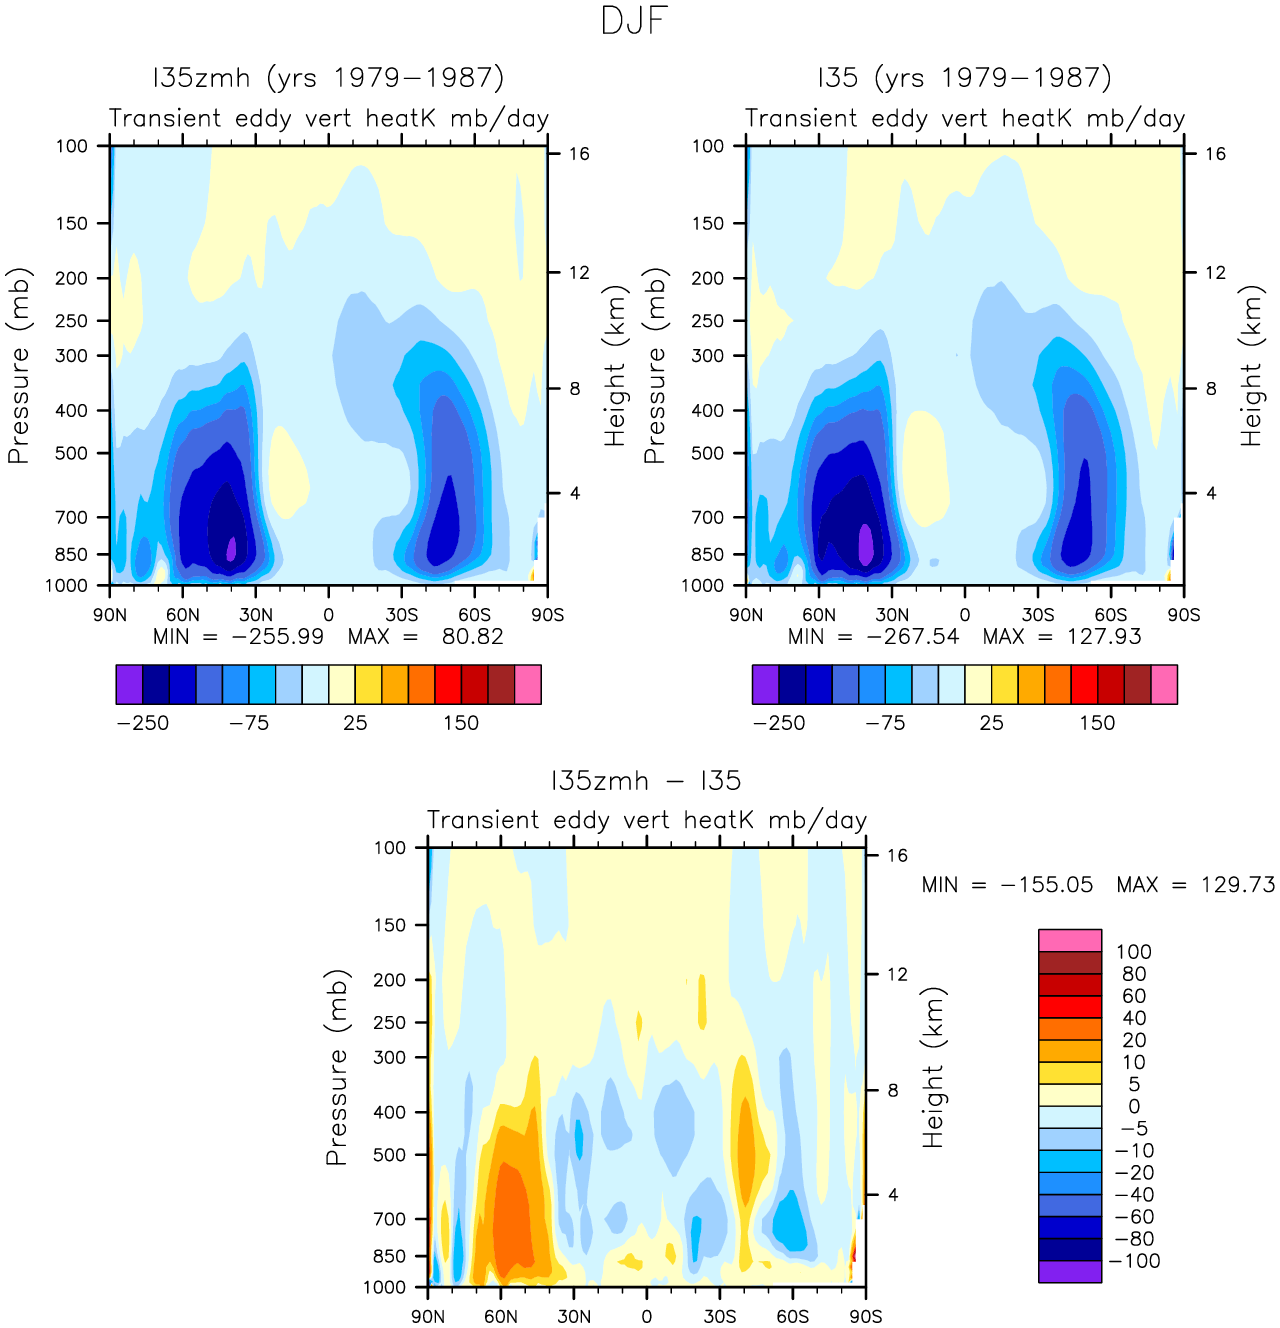 DJF
I35zmh (yrs 1979−1987)
Transient eddy vert heatK mb/day
100
150
200
250
300
400
500
700
850
1000
Pressure (mb)
16
12
8
4
Height (km)
90N 60N 30N 0 30S 60S 90S
MIN = −255.99 MAX = 80.82
−250 −75 25 150
I35 (yrs 1979−1987)
Transient eddy vert heatK mb/day
100
150
200
250
300
400
500
700
850
1000
Pressure (mb)
16
12
8
4
Height (km)
90N 60N 30N 0 30S 60S 90S
MIN = −267.54 MAX = 127.93
−250 −75 25 150
I35zmh − I35
Transient eddy vert heatK mb/day
100
150
200
250
300
400
500
700
850
1000
Pressure (mb)
16
12
8
4
Height (km)
90N 60N 30N 0 30S 60S 90S
MIN = −155.05 MAX = 129.73
100
80
60
40
20
10
5
0
−5
−10
−20
−40
−60
−80
−100